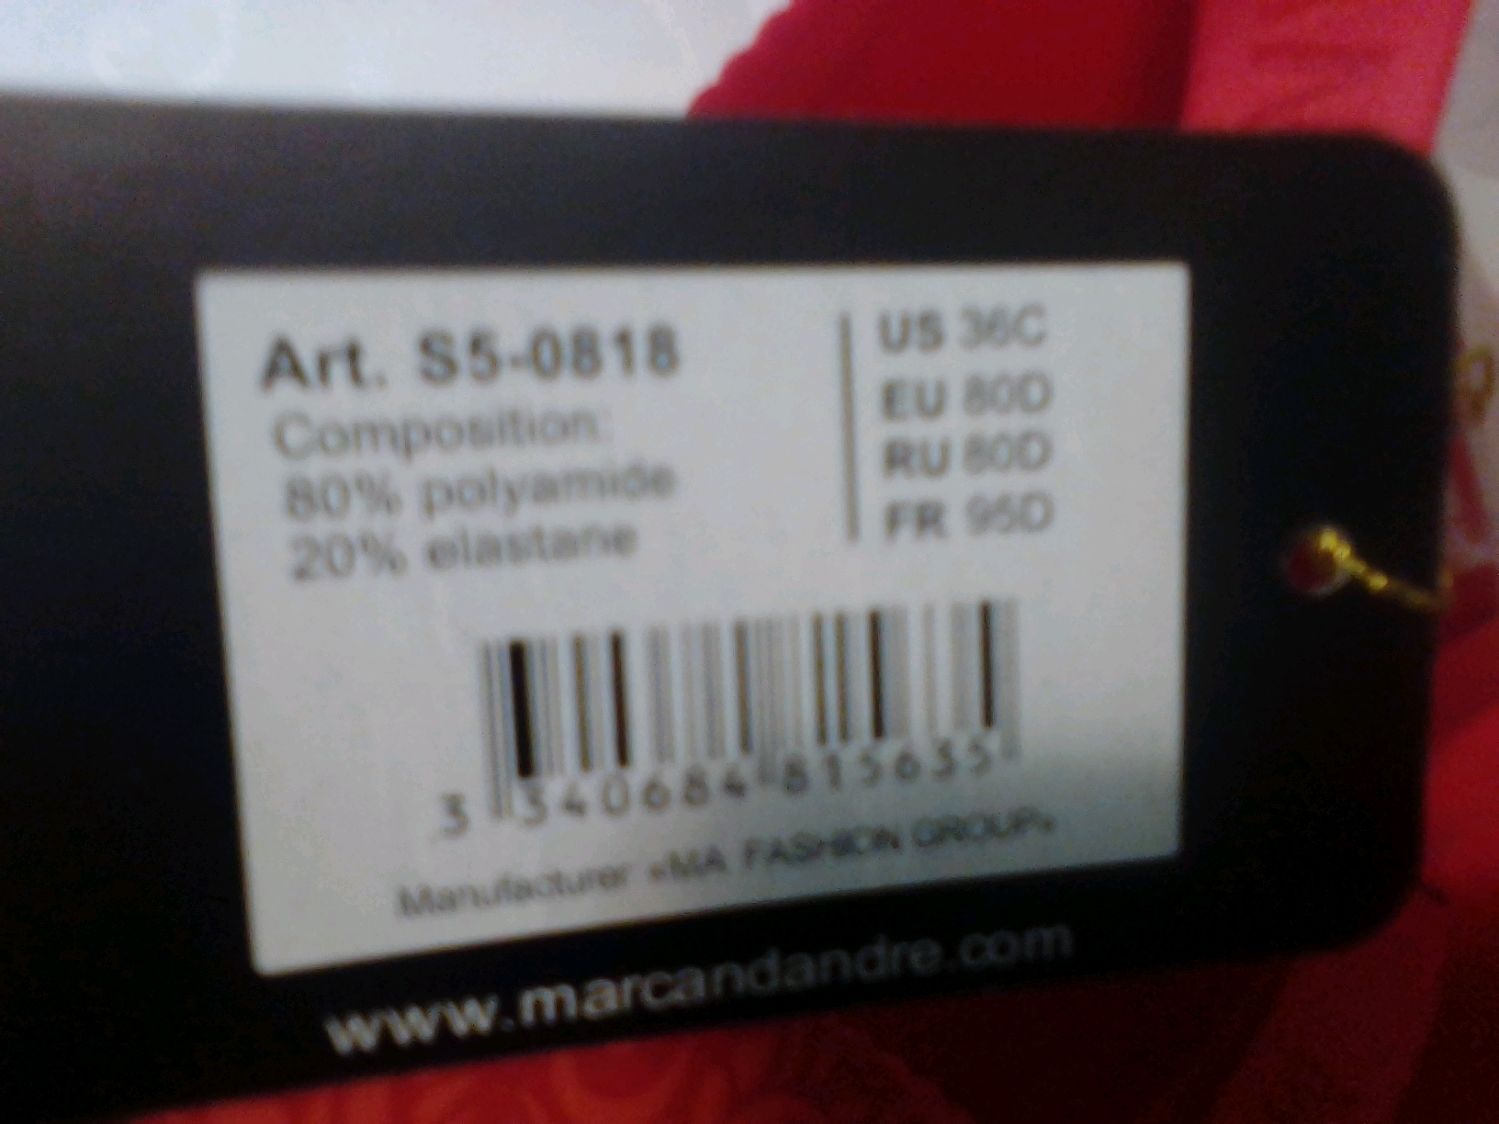 Art. S5-0818
Composition:
80% polyamide
20% elastane
US 36C
EU 80D
RU 80D
FR 95D
3 340684 815635
Manufacturer «MA FASHION GROUP»
www.marcandandre.com